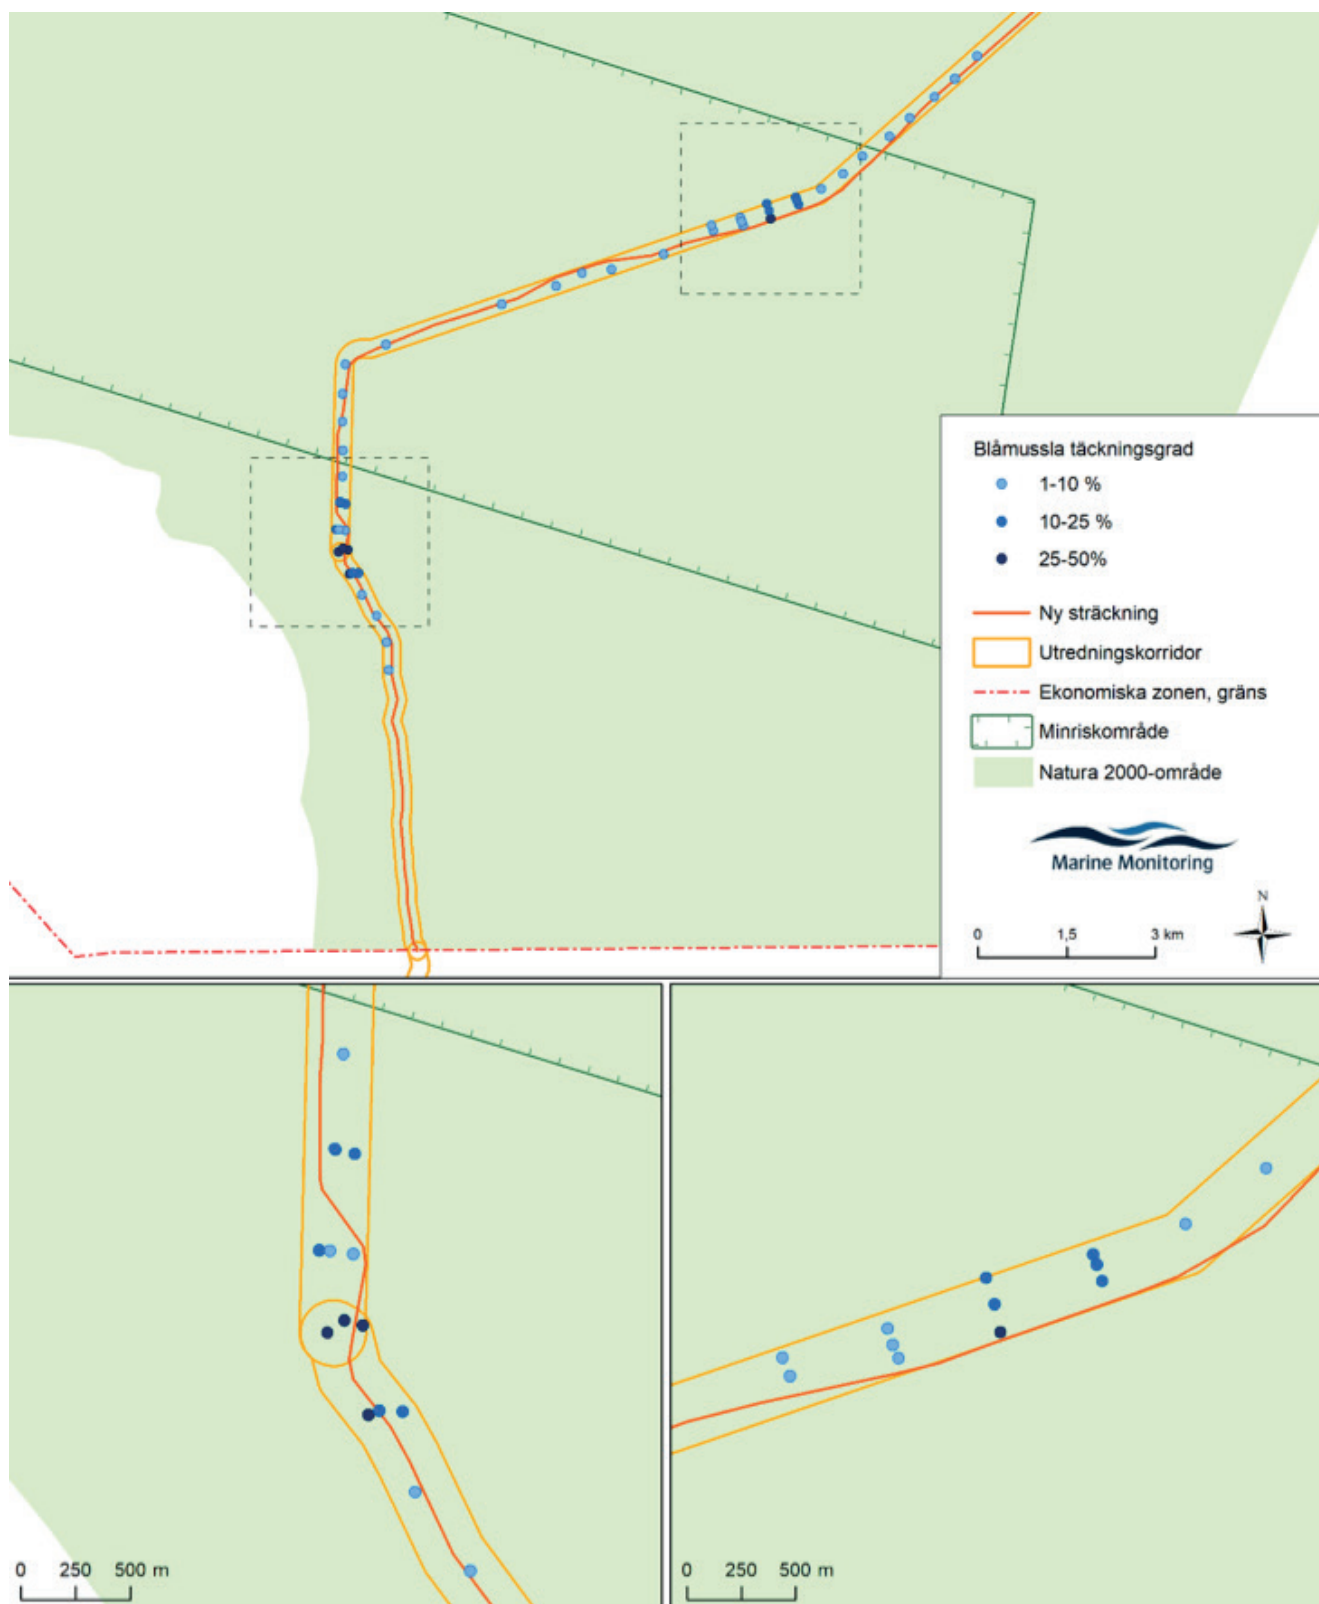 Blåmussla täckningsgrad
1-10 %
10-25 %
25-50%
Ny sträckning
Utredningskorridor
Ekonomiska zonen, gräns
Minriskområde
Natura 2000-område
Marine Monitoring
N
0 1,5 3 km
0 250 500 m
0 250 500 m